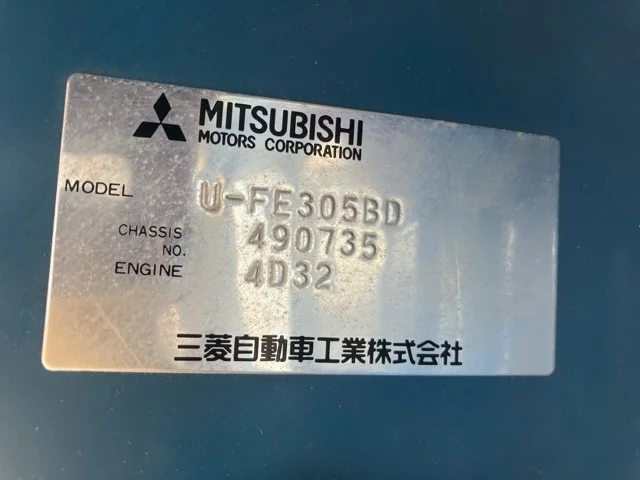 MITSUBISHI
MOTORS CORPORATION
MODEL U-FE305BD
CHASSIS NO. 490735
ENGINE 4D32
三菱自動車工業株式会社